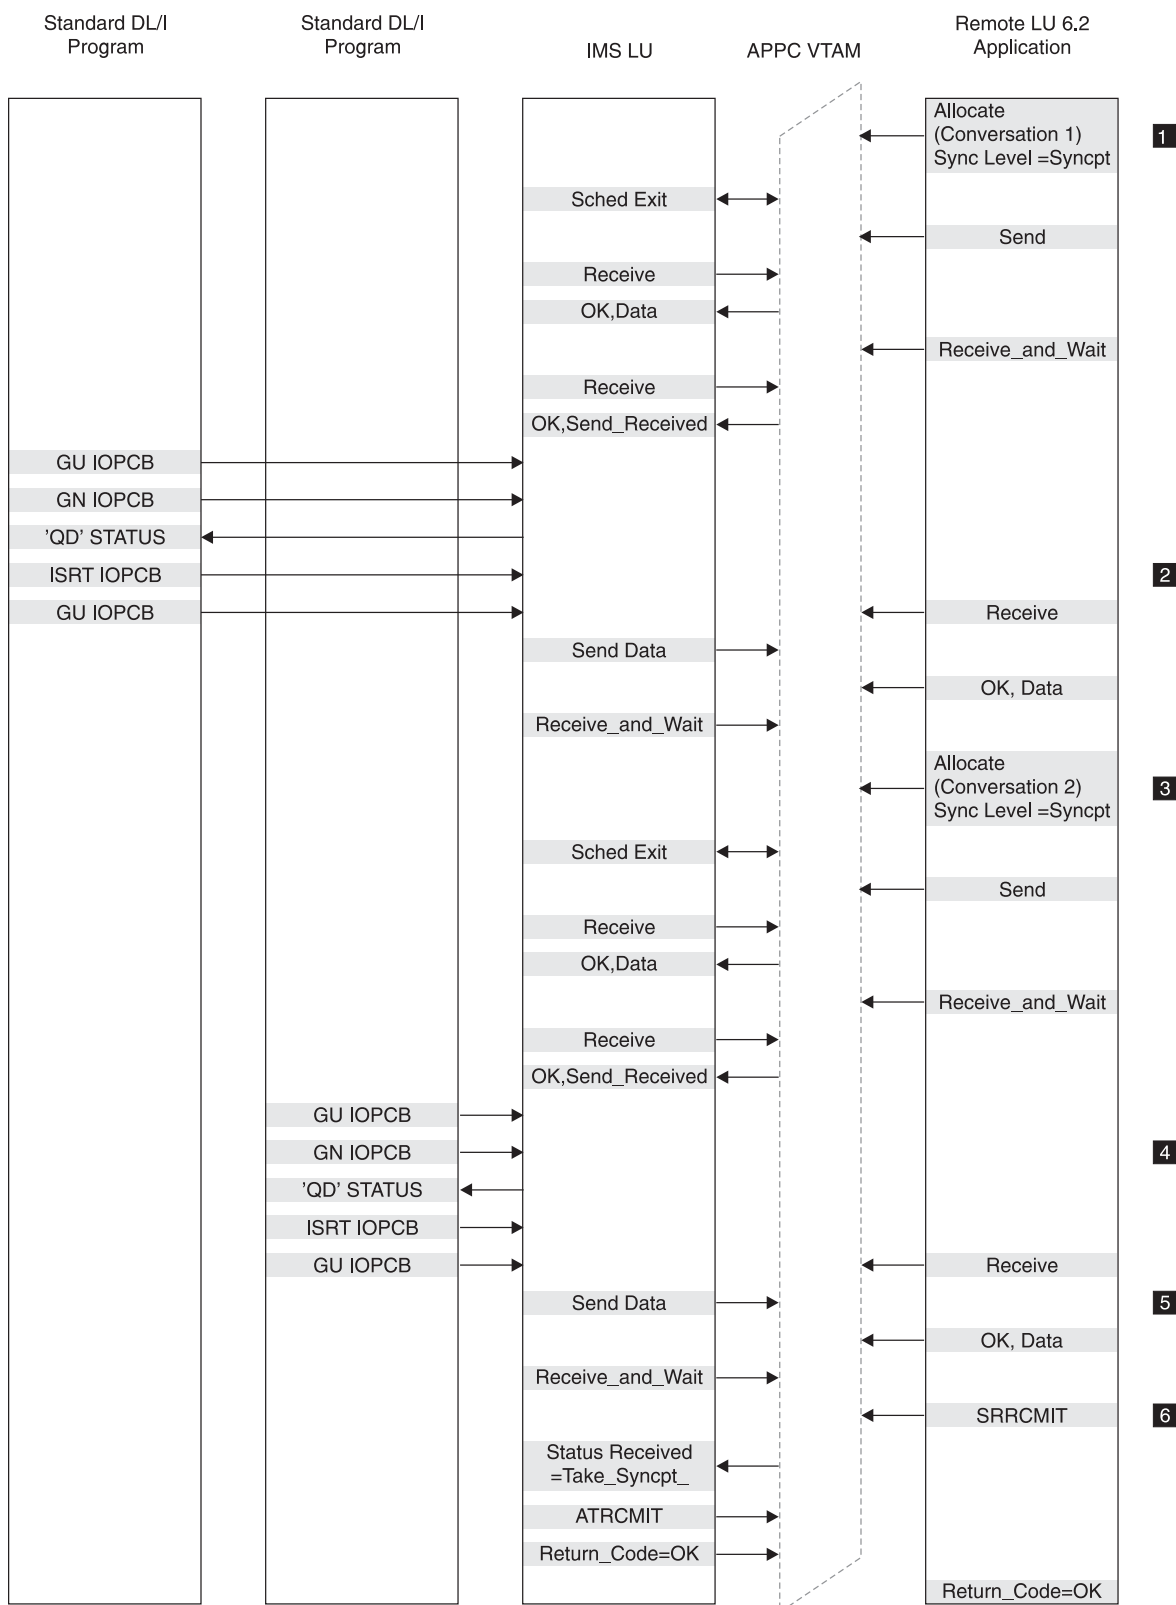 Standard DL/I
Program
Standard DL/I
Program
IMS LU
APPC VTAM
Remote LU 6.2
Application
Allocate
(Conversation 1)
Sync Level =Syncpt
1
Sched Exit
Send
Receive
OK,Data
Receive_and_Wait
Receive
OK,Send_Received
GU IOPCB
GN IOPCB
'QD' STATUS
ISRT IOPCB
2
GU IOPCB
Receive
Send Data
OK, Data
Receive_and_Wait
Allocate
(Conversation 2)
Sync Level =Syncpt
3
Sched Exit
Send
Receive
OK,Data
Receive_and_Wait
Receive
OK,Send_Received
GU IOPCB
GN IOPCB
4
'QD' STATUS
ISRT IOPCB
GU IOPCB
Receive
Send Data
5
OK, Data
Receive_and_Wait
SRRCMIT
6
Status Received
=Take_Syncpt_
ATRCMIT
Return_Code=OK
Return_Code=OK